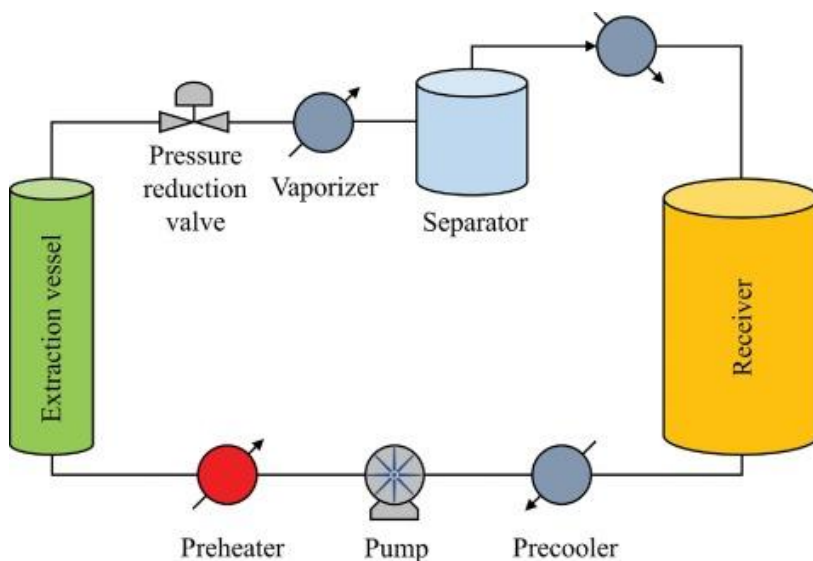 Pressure
reduction
valve
Vaporizer
Separator
Extraction vessel
Receiver
Preheater
Pump
Precooler